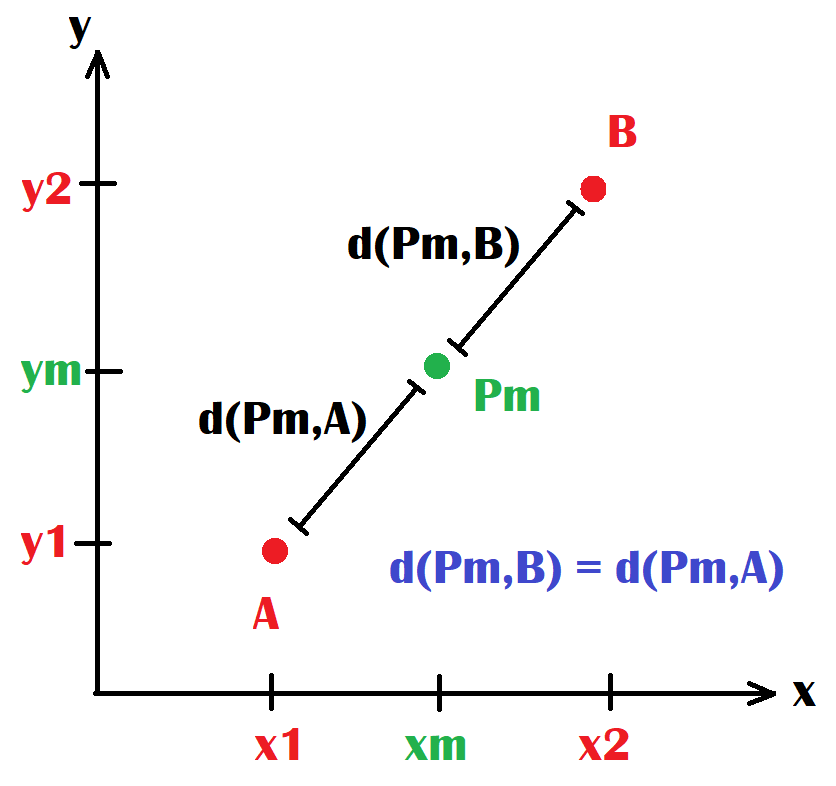 y
B
y2
d(Pm,B)
ym
Pm
d(Pm,A)
y1
d(Pm,B) = d(Pm,A)
A
x
x1
xm
x2